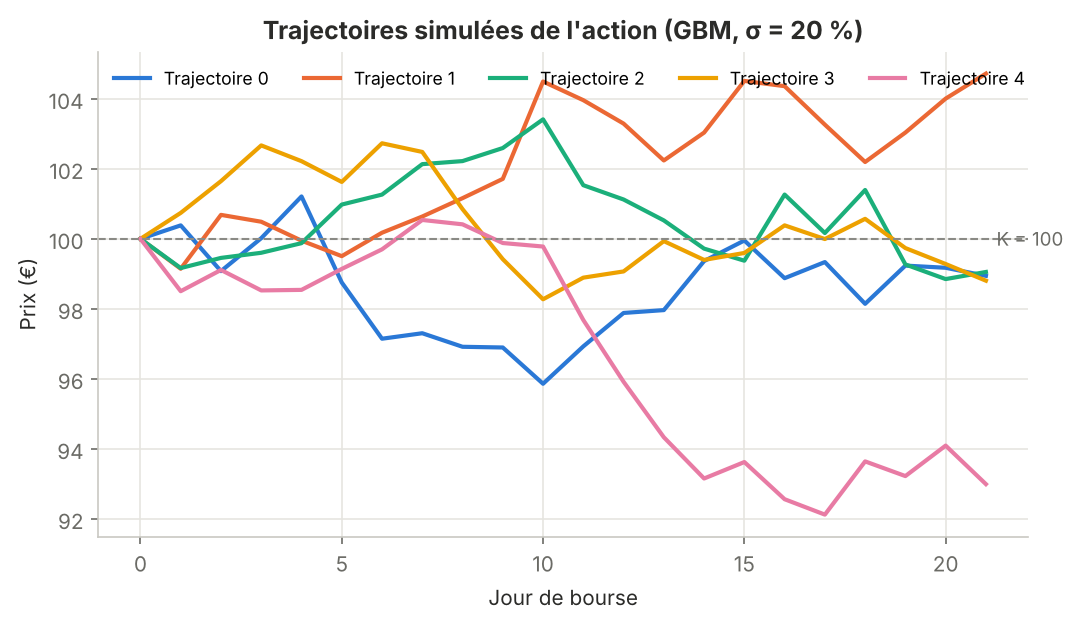 Trajectoires simulées de l'action (GBM, σ = 20 %)
Trajectoire 0 Trajectoire 1 Trajectoire 2 Trajectoire 3 Trajectoire 4
104
102
100
98
96
94
92
K = 100
Prix (€)
0 5 10 15 20
Jour de bourse